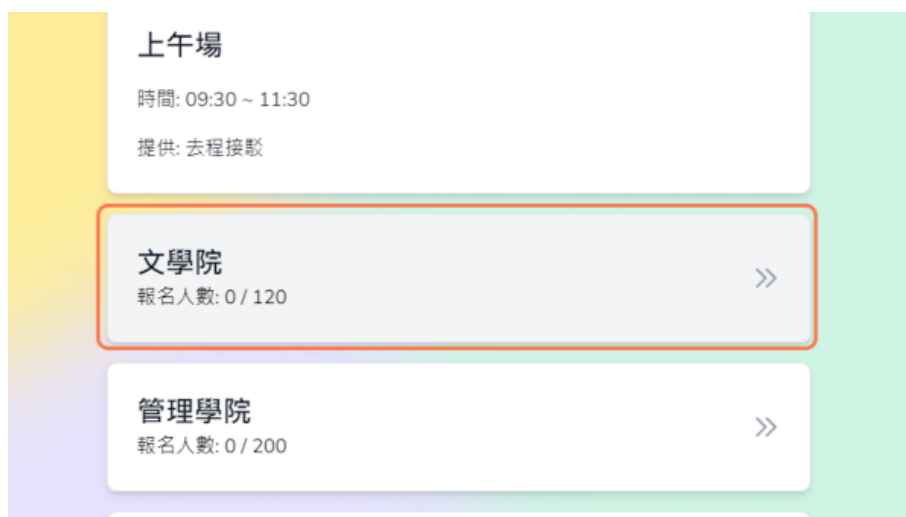 上午場
時間: 09:30 ~ 11:30
提供: 去程接駁
文學院
報名人數: 0 / 120
管理學院
報名人數: 0 / 200